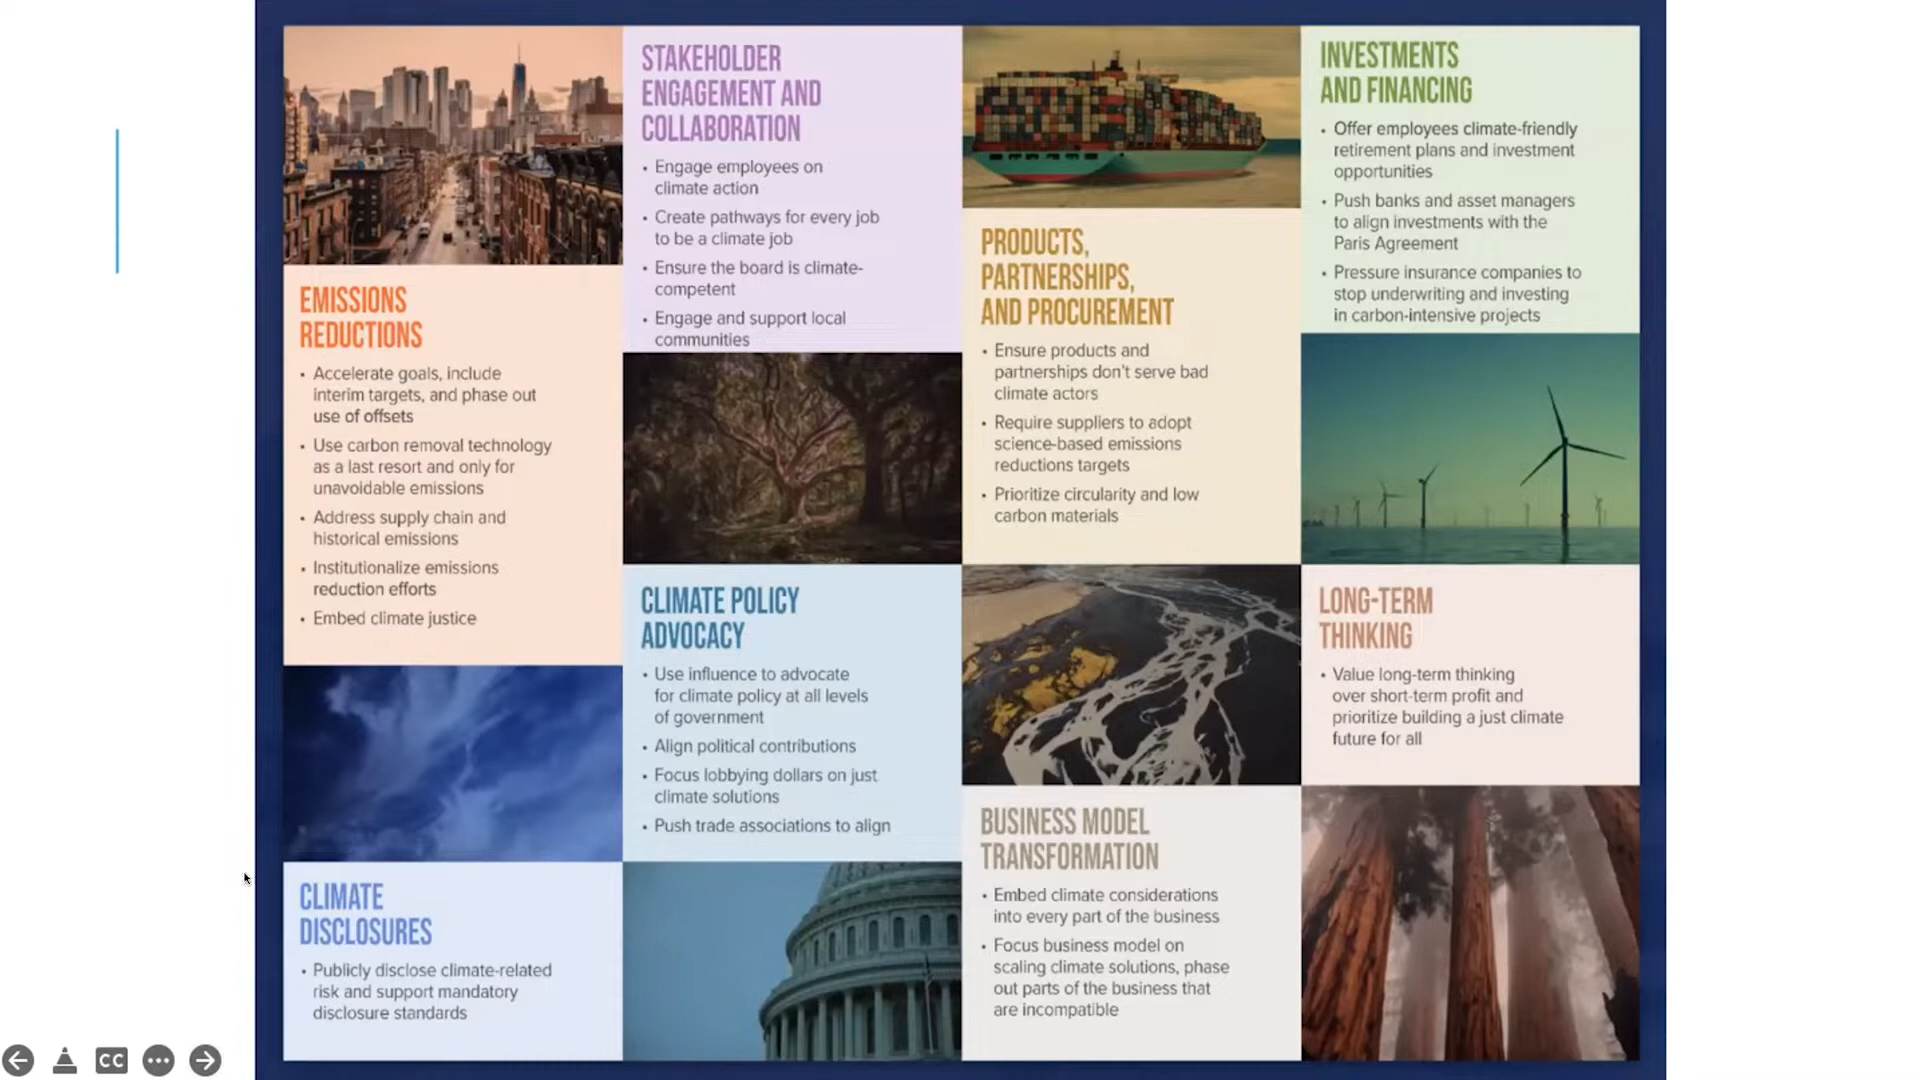 EMISSIONS
REDUCTIONS
• Accelerate goals, include
interim targets, and phase out
use of offsets
• Use carbon removal technology
as a last resort and only for
unavoidable emissions
• Address supply chain and
historical emissions
• Institutionalize emissions
reduction efforts
• Embed climate justice
CLIMATE
DISCLOSURES
• Publicly disclose climate-related
risk and support mandatory
disclosure standards
STAKEHOLDER
ENGAGEMENT AND
COLLABORATION
• Engage employees on
climate action
• Create pathways for every job
to be a climate job
• Ensure the board is climate-
competent
• Engage and support local
communities
CLIMATE POLICY
ADVOCACY
• Use influence to advocate
for climate policy at all levels
of government
• Align political contributions
• Focus lobbying dollars on just
climate solutions
• Push trade associations to align
PRODUCTS,
PARTNERSHIPS,
AND PROCUREMENT
• Ensure products and
partnerships don't serve bad
climate actors
• Require suppliers to adopt
science-based emissions
reductions targets
• Prioritize circularity and low
carbon materials
BUSINESS MODEL
TRANSFORMATION
• Embed climate considerations
into every part of the business
• Focus business model on
scaling climate solutions, phase
out parts of the business that
are incompatible
INVESTMENTS
AND FINANCING
• Offer employees climate-friendly
retirement plans and investment
opportunities
• Push banks and asset managers
to align investments with the
Paris Agreement
• Pressure insurance companies to
stop underwriting and investing
in carbon-intensive projects
LONG-TERM
THINKING
• Value long-term thinking
over short-term profit and
prioritize building a just climate
future for all
CC